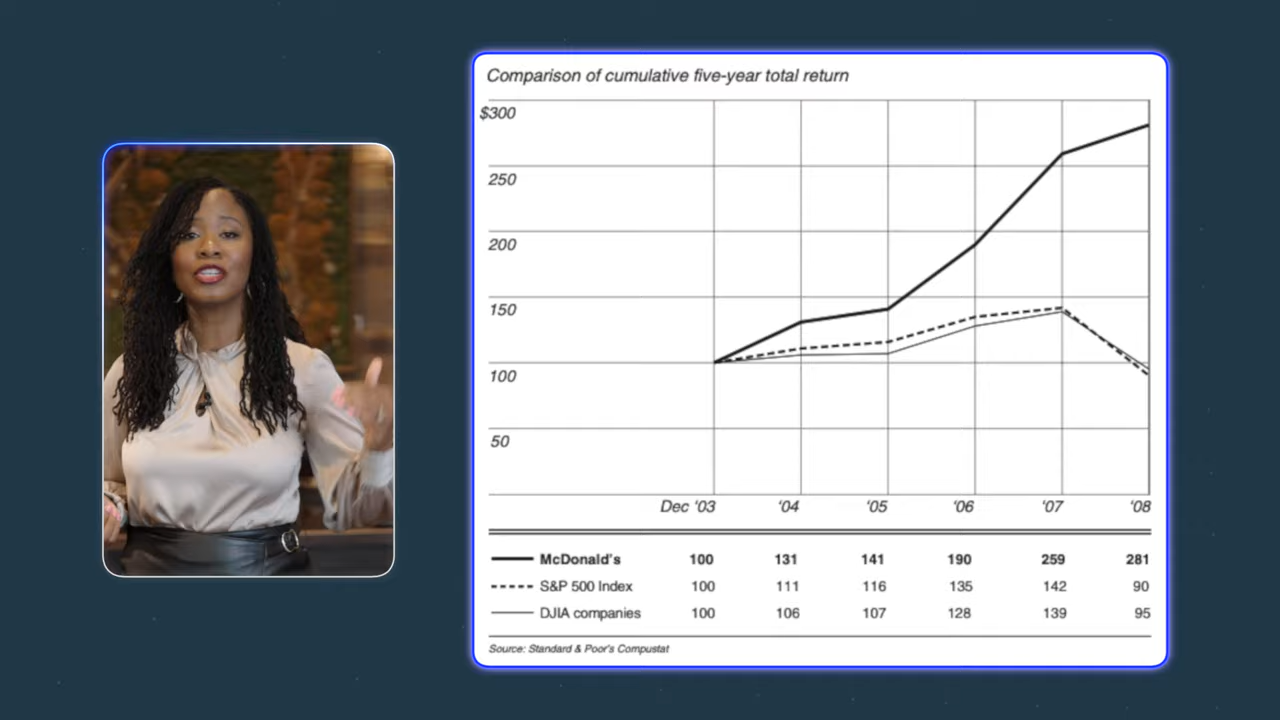 Comparison of cumulative five-year total return
$300
250
200
150
100
50
Dec '03 '04 '05 '06 '07 '08
McDonald's 100 131 141 190 259 281
S&P 500 Index 100 111 116 135 142 90
DJIA companies 100 106 107 128 139 95
Source: Standard & Poor's Compustat